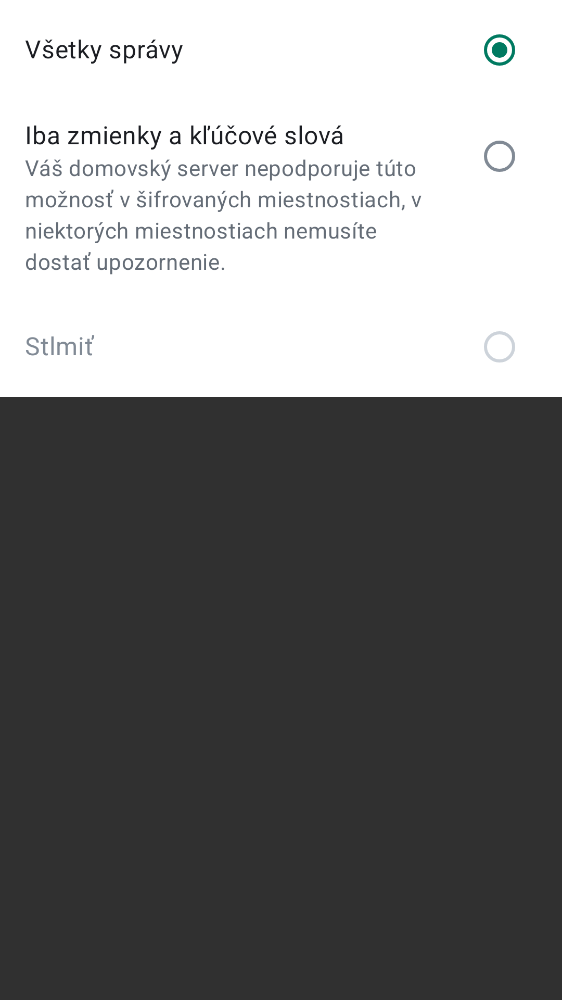 Všetky správy
Iba zmienky a kľúčové slová
Váš domovský server nepodporuje túto
možnosť v šifrovaných miestnostiach, v
niektorých miestnostiach nemusíte
dostať upozornenie.
Stlmiť